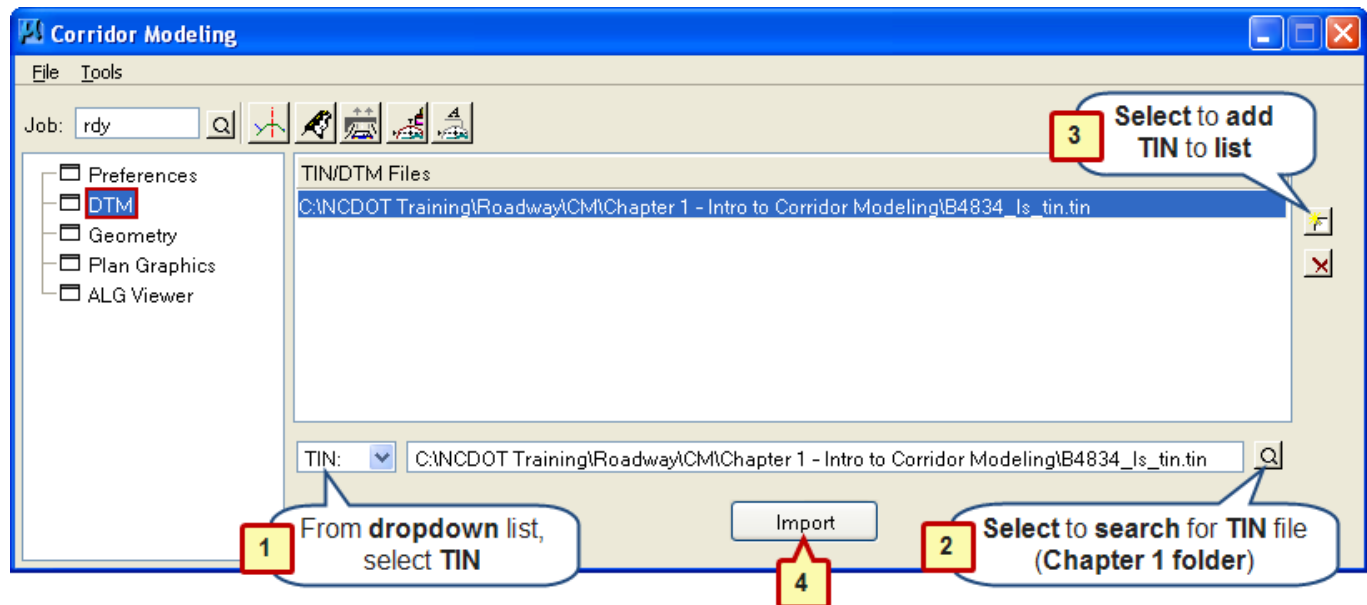 Corridor Modeling
File Tools
Job: rdy
Preferences
DTM
Geometry
Plan Graphics
ALG Viewer
TIN/DTM Files
C:\NCDOT Training\Roadway\CM\Chapter 1 - Intro to Corridor Modeling\B4834_ls_tin.tin
3
Select to add
TIN to list
TIN:
C:\NCDOT Training\Roadway\CM\Chapter 1 - Intro to Corridor Modeling\B4834_ls_tin.tin
1
From dropdown list,
select TIN
Import
4
2
Select to search for TIN file
(Chapter 1 folder)